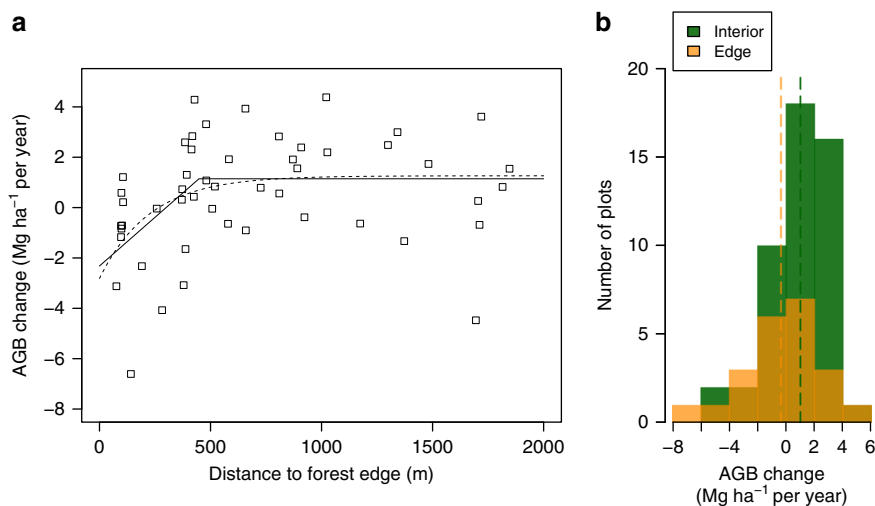 a
AGB change (Mg ha⁻¹ per year)
4
2
0
−2
−4
−6
−8
0 500 1000 1500 2000
Distance to forest edge (m)
b
Interior
Edge
Number of plots
20
15
10
5
0
−8 −4 0 2 4 6
AGB change
(Mg ha⁻¹ per year)